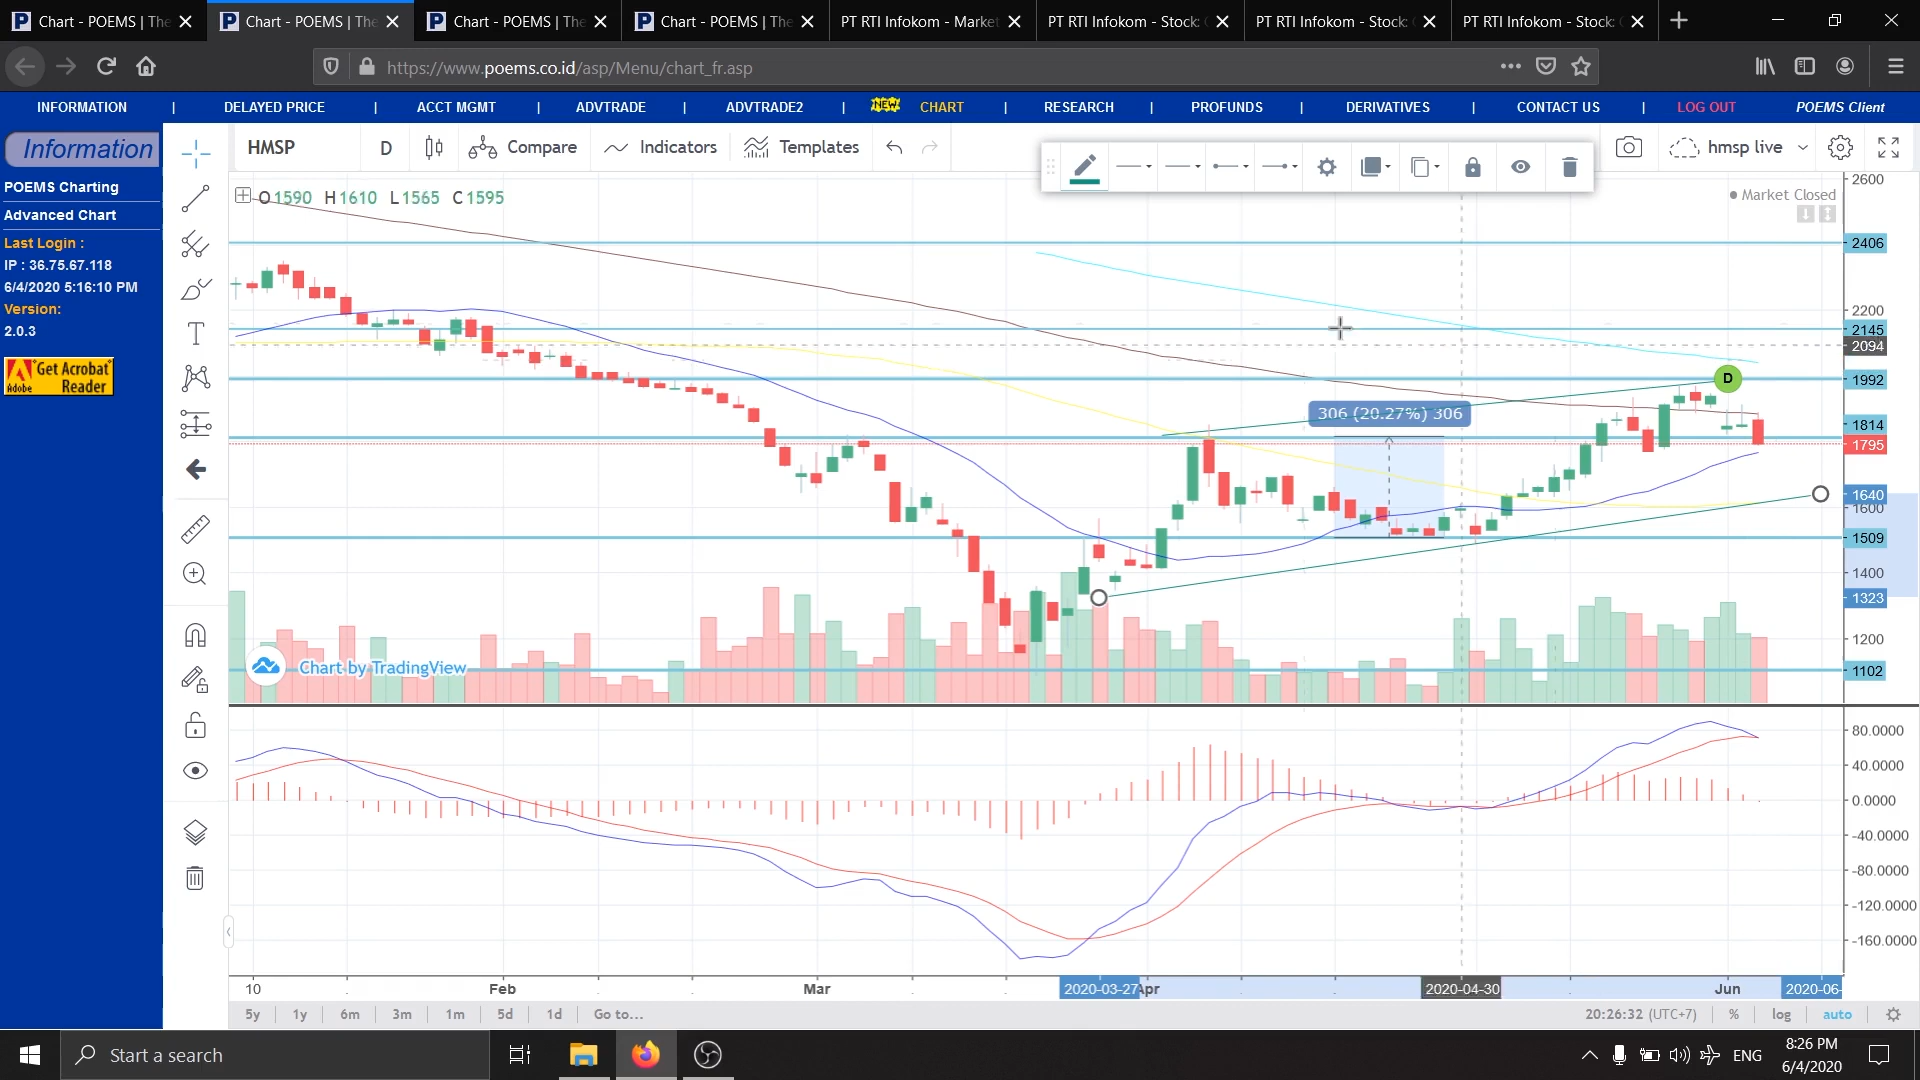 Chart - POEMS | The
Chart - POEMS | The
Chart - POEMS | The
Chart - POEMS | The
PT RTI Infokom - Market
PT RTI Infokom - Stock:
PT RTI Infokom - Stock:
PT RTI Infokom - Stock:
https://www.poems.co.id/asp/Menu/chart_fr.asp
INFORMATION | DELAYED PRICE | ACCT MGMT | ADVTRADE | ADVTRADE2 | NEW CHART | RESEARCH | PROFUNDS | DERIVATIVES | CONTACT US | LOG OUT POEMS Client
Information
POEMS Charting
Advanced Chart
Last Login :
IP : 36.75.67.118
6/4/2020 5:16:10 PM
Version:
2.0.3
Get Acrobat
Reader
Adobe
HMSP D Compare Indicators Templates hmsp live
O 1590 H 1610 L 1565 C 1595
Market Closed
2600
2406
2200
2145
2094
1992
1814
1795
1640
1600
1509
1400
1323
1200
1102
D
306 (20.27%) 306
Chart by TradingView
80.0000
40.0000
0.0000
-40.0000
-80.0000
-120.0000
-160.0000
10 Feb Mar 2020-03-27 Apr 2020-04-30 Jun 2020-06-
5y 1y 6m 3m 1m 5d 1d Go to... 20:26:32 (UTC+7) % log auto
Start a search
ENG
8:26 PM
6/4/2020